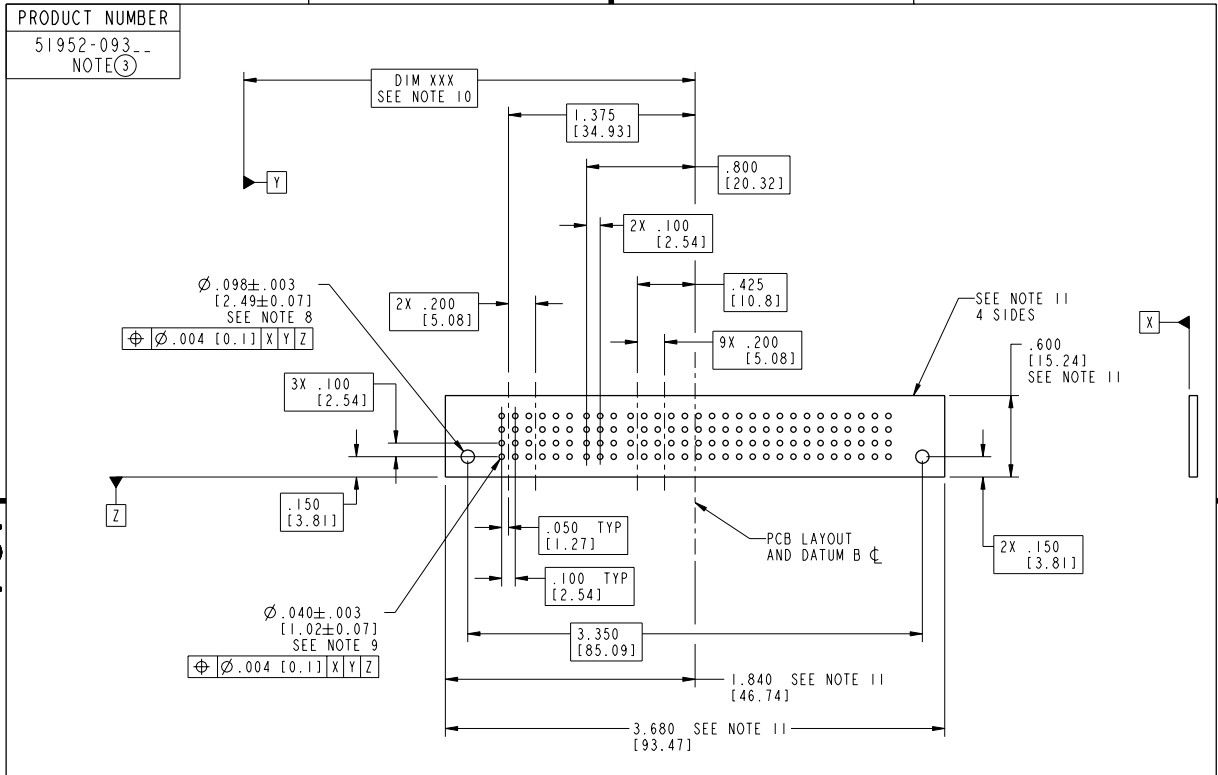 PRODUCT NUMBER
51952-093__
NOTE 3
DIM XXX
SEE NOTE 10
1.375
[34.93]
.800
[20.32]
Y
2X .100
[2.54]
Ø.098±.003
[2.49±0.07]
SEE NOTE 8
⌖ Ø.004 [0.1] X Y Z
2X .200
[5.08]
.425
[10.8]
SEE NOTE 11
4 SIDES
X
9X .200
[5.08]
.600
[15.24]
SEE NOTE 11
3X .100
[2.54]
Z
.150
[3.81]
.050 TYP
[1.27]
PCB LAYOUT
AND DATUM B ℄
2X .150
[3.81]
.100 TYP
[2.54]
Ø.040±.003
[1.02±0.07]
SEE NOTE 9
⌖ Ø.004 [0.1] X Y Z
3.350
[85.09]
1.840 SEE NOTE 11
[46.74]
3.680 SEE NOTE 11
[93.47]